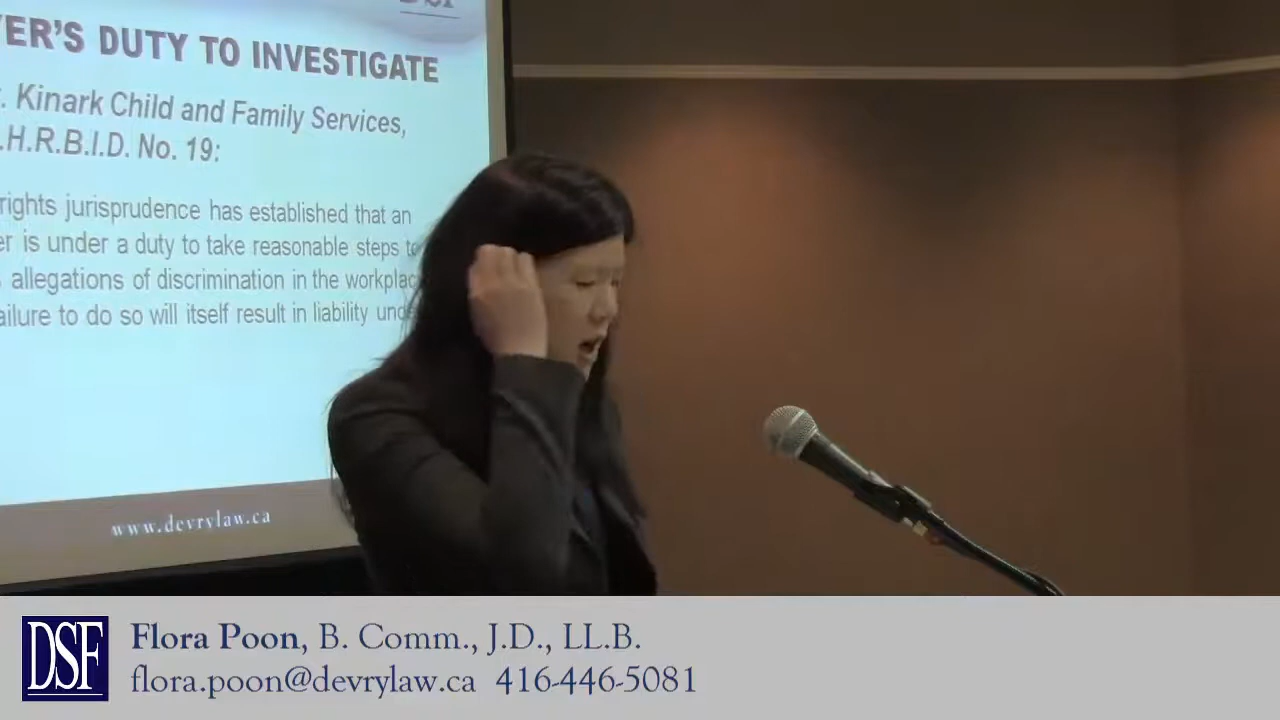 YER'S DUTY TO INVESTIGATE
. Kinark Child and Family Services,
.H.R.B.I.D. No. 19:
rights jurisprudence has established that an
er is under a duty to take reasonable steps to
allegations of discrimination in the workplac
ailure to do so will itself result in liability unde
www.devrylaw.ca
DSF
Flora Poon, B. Comm., J.D., LL.B.
flora.poon@devrylaw.ca 416-446-5081